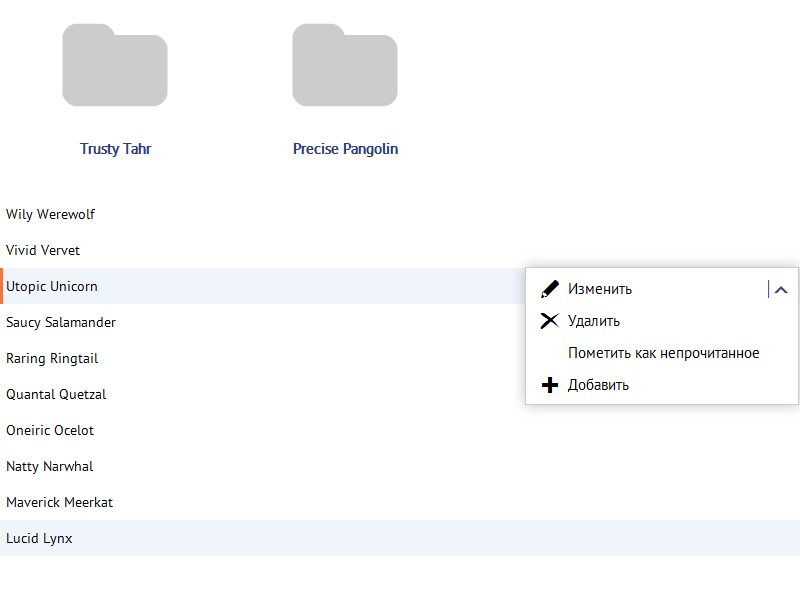 Trusty Tahr
Precise Pangolin
Wily Werewolf
Vivid Vervet
Utopic Unicorn
Saucy Salamander
Raring Ringtail
Quantal Quetzal
Oneiric Ocelot
Natty Narwhal
Maverick Meerkat
Lucid Lynx
Изменить
Удалить
Пометить как непрочитанное
Добавить